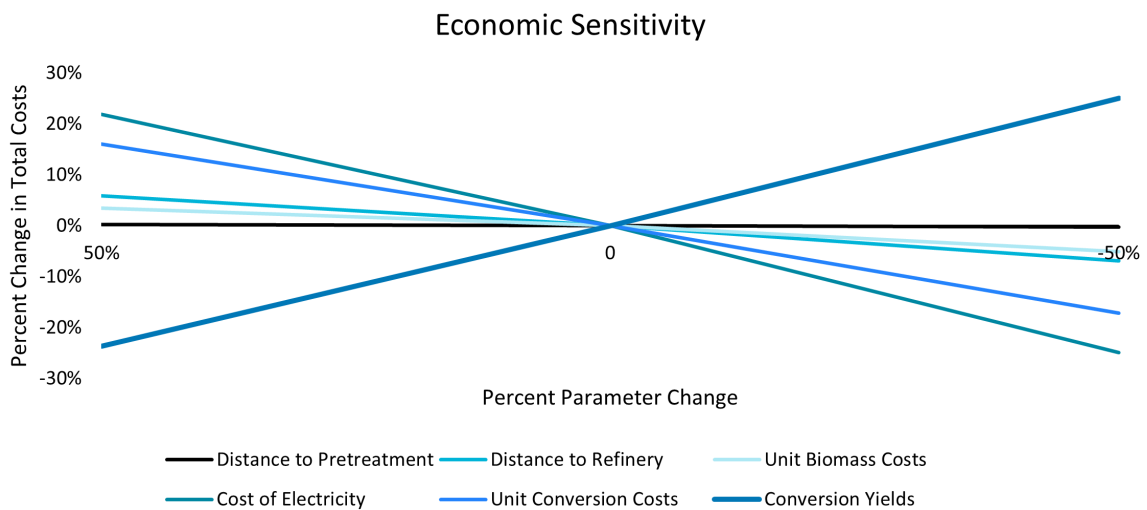 Economic Sensitivity
Percent Change in Total Costs
30%
20%
10%
0%
-10%
-20%
-30%
50%
0
-50%
Percent Parameter Change
Distance to Pretreatment
Distance to Refinery
Unit Biomass Costs
Cost of Electricity
Unit Conversion Costs
Conversion Yields